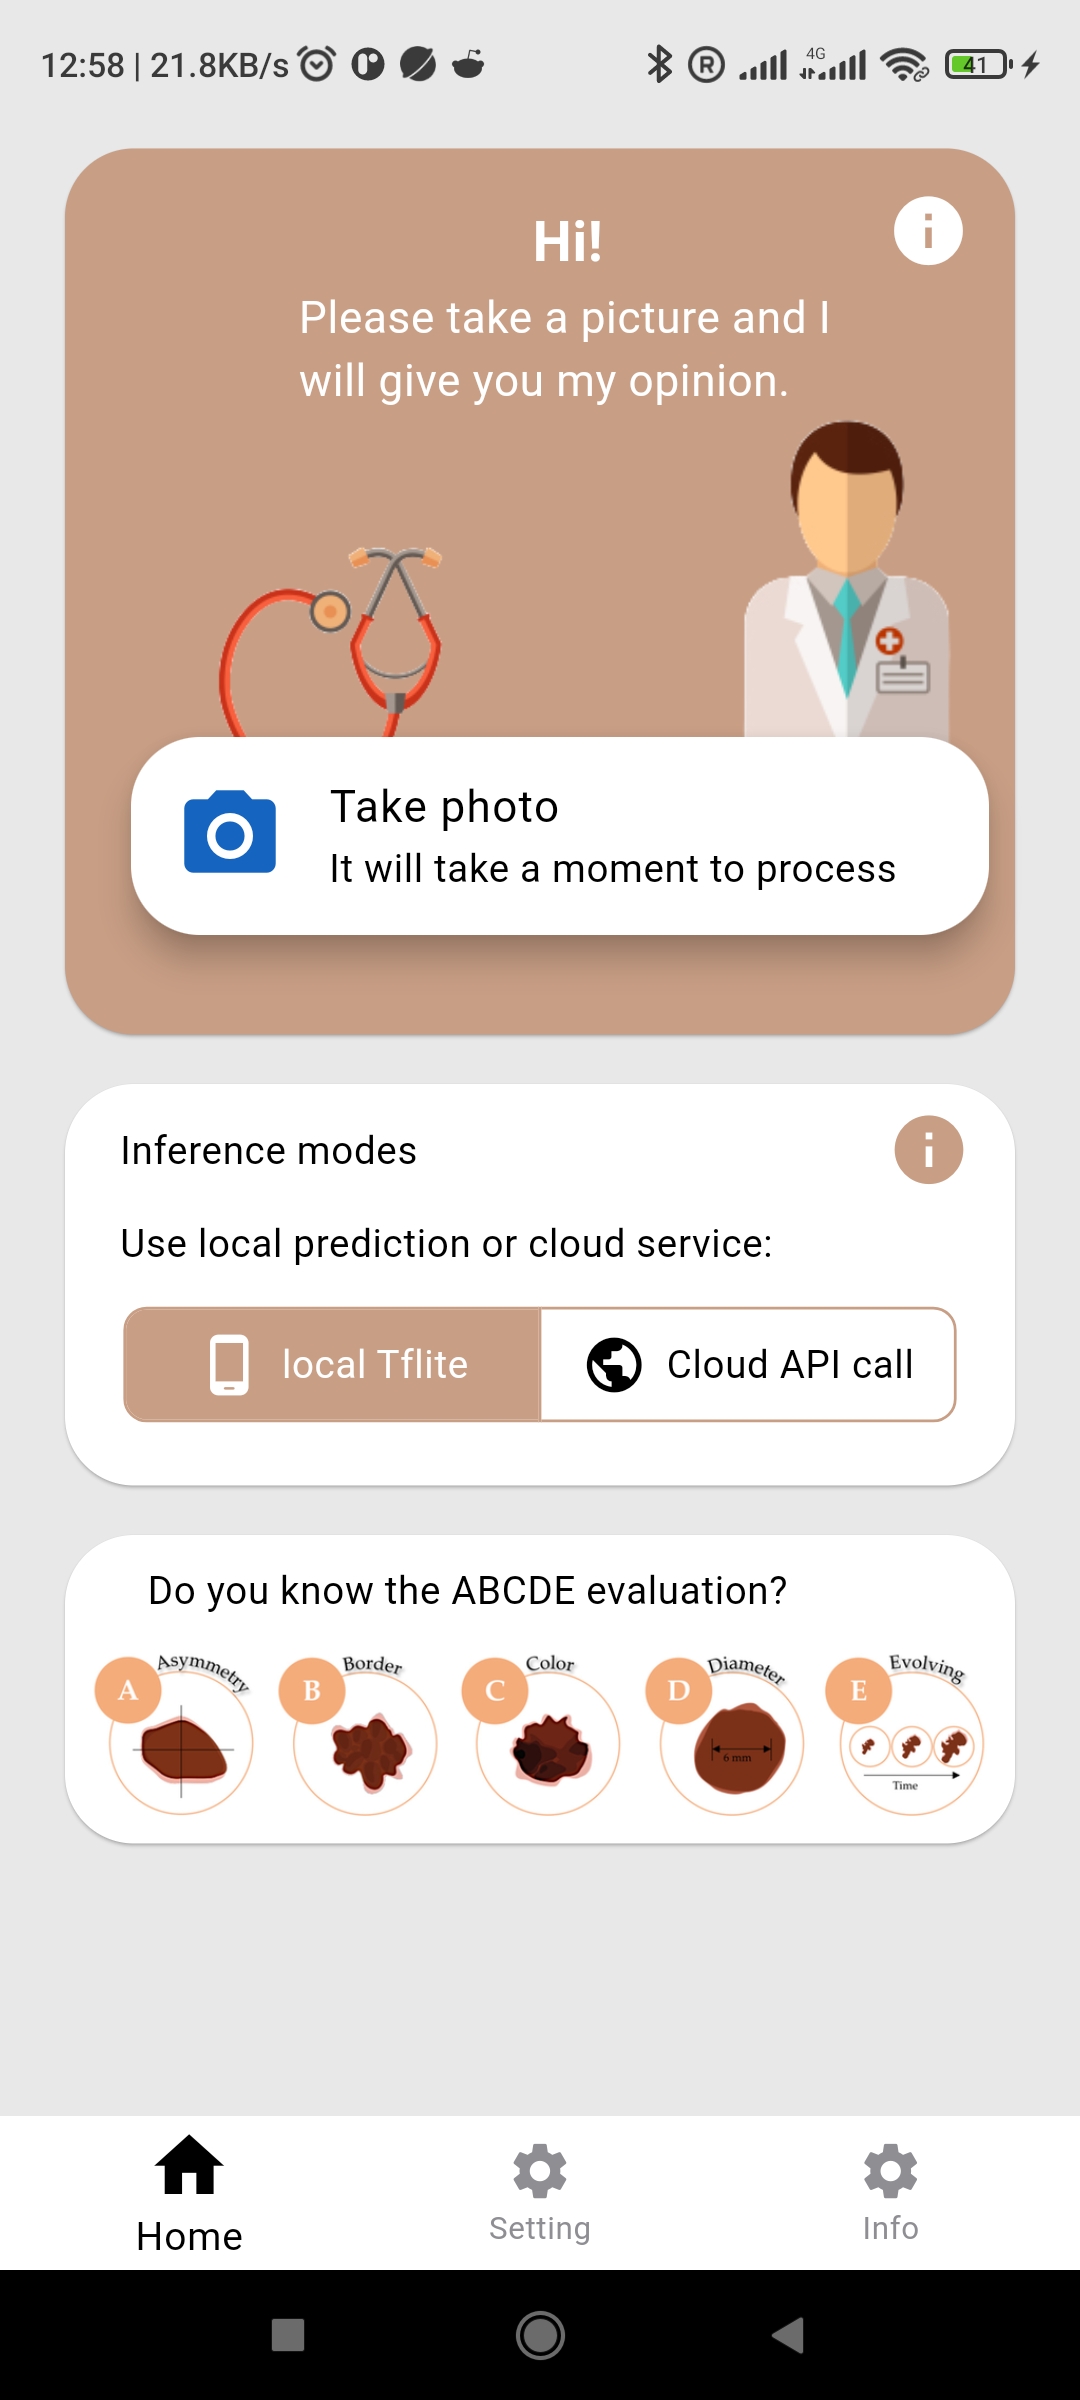 12:58 | 21.8KB/s
4G
41
Hi!
Please take a picture and I
will give you my opinion.
Take photo
It will take a moment to process
Inference modes
Use local prediction or cloud service:
local Tflite
Cloud API call
Do you know the ABCDE evaluation?
A Asymmetry
B Border
C Color
D Diameter
E Evolving
6 mm
Time
Home
Setting
Info